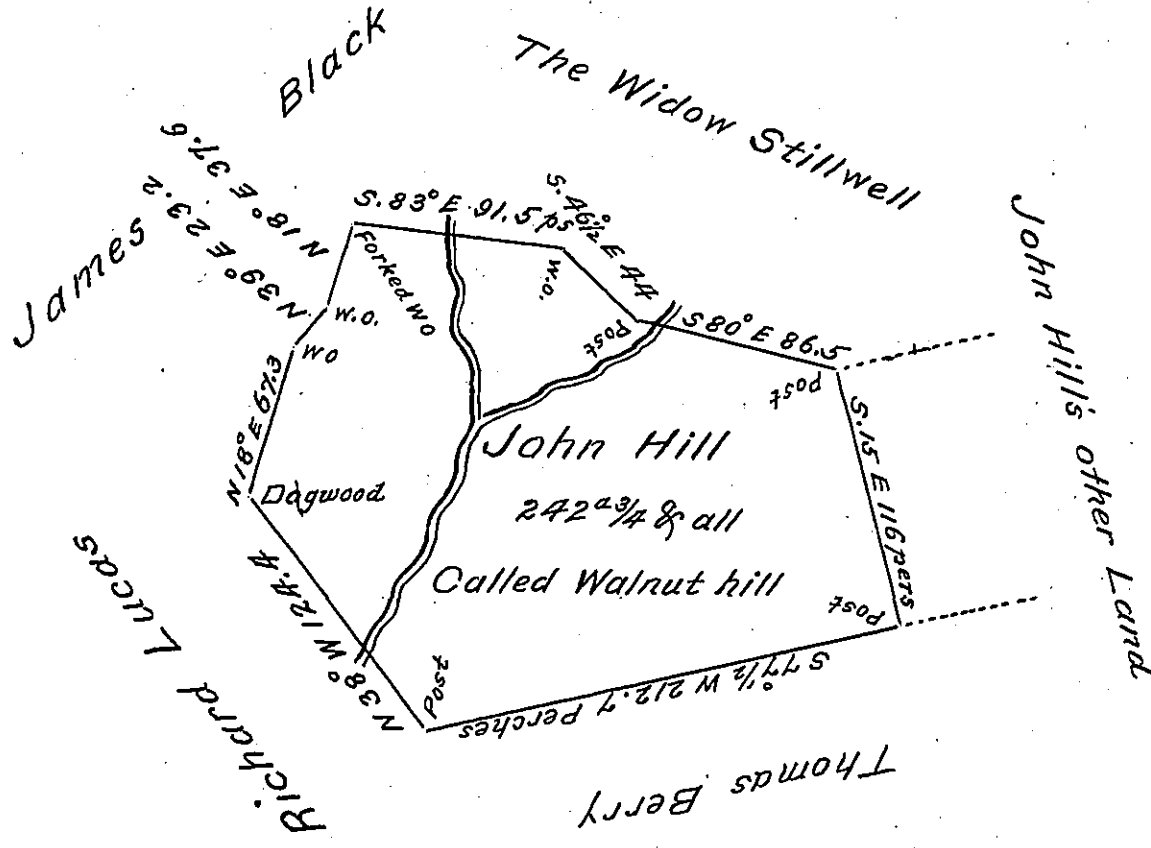 James Black
The Widow Stillwell
John Hill's other Land
N 18° E 37.6
N 39° E 23.2
S. 83° E 91.5 ps
S. 46½° E 44
S 80° E 86.5
Forked WO
W.O.
W.O.
WO
Post
Post
N 18° E 67.3
S. 15 E 116 pers
Dogwood
John Hill
242ᵃ ¾ & all
Called Walnut hill
Post
N 38° W 124.4
Post
S 77½° W 212.7 Perches
Richard Lucas
Thomas Berry